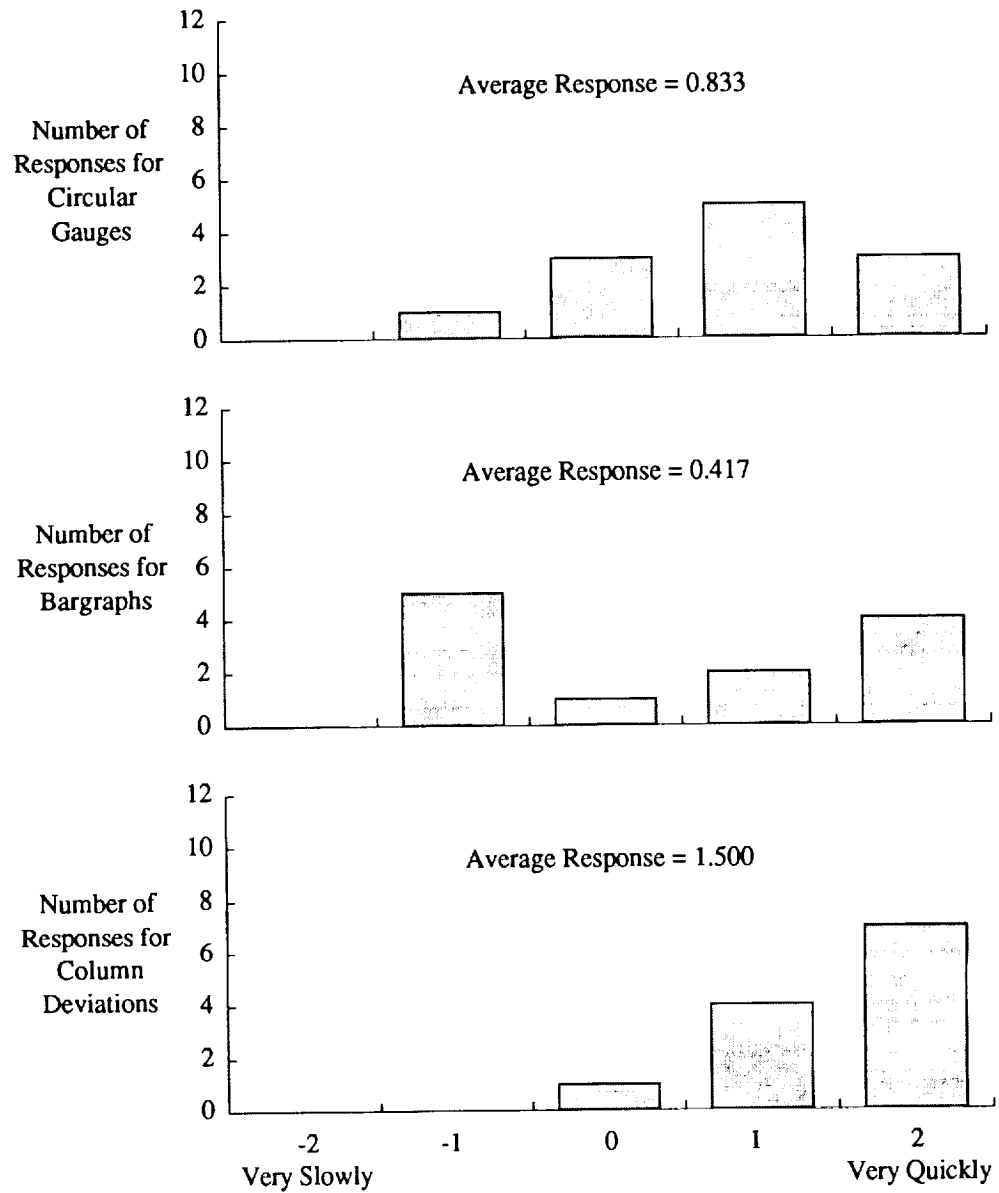 12
10
8
6
4
2
0
Number of
Responses for
Circular
Gauges
Average Response = 0.833
12
10
8
6
4
2
0
Number of
Responses for
Bargraphs
Average Response = 0.417
12
10
8
6
4
2
0
Number of
Responses for
Column
Deviations
Average Response = 1.500
-2 -1 0 1 2
Very Slowly Very Quickly